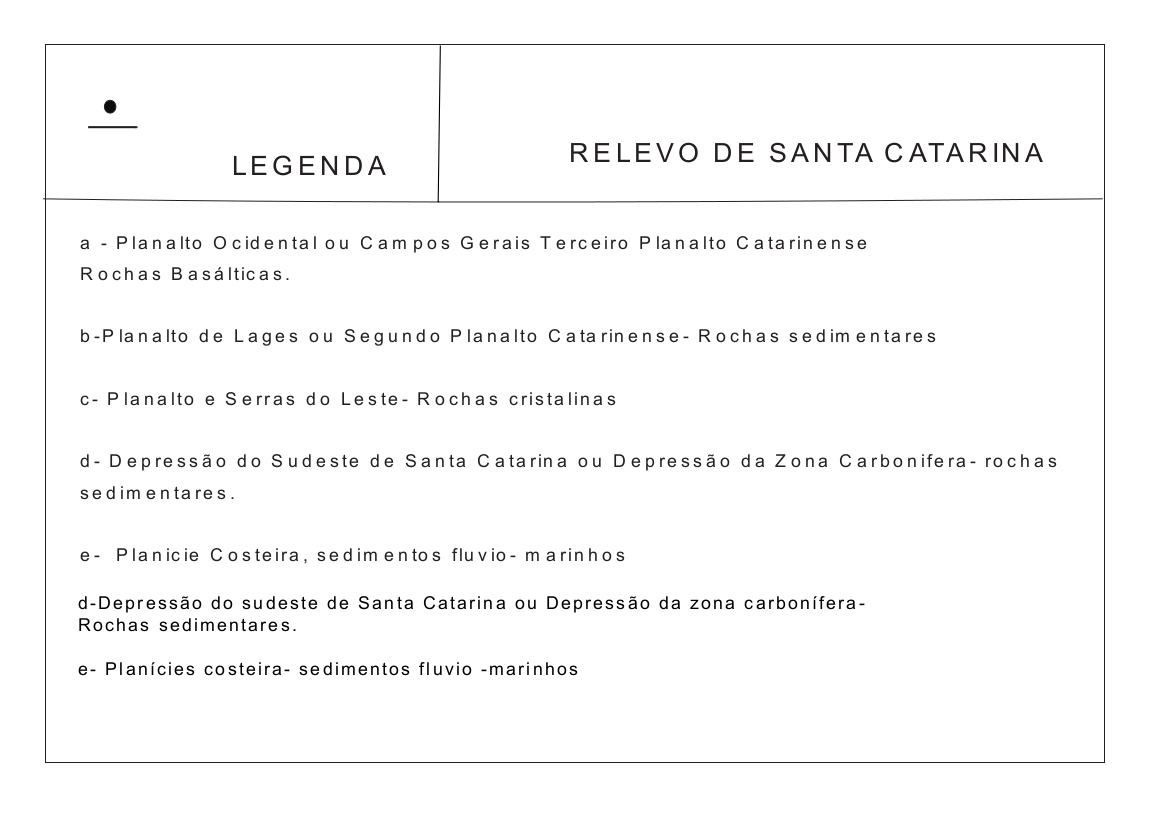 LEGENDA
RELEVO DE SANTA CATARINA
a - Planalto Ocidental ou Campos Gerais Terceiro Planalto Catarinense
Rochas Basálticas.
b-Planalto de Lages ou Segundo Planalto Catarinense- Rochas sedimentares
c- Planalto e Serras do Leste- Rochas cristalinas
d- Depressão do Sudeste de Santa Catarina ou Depressão da Zona Carbonifera- rochas
sedimentares.
e- Planicie Costeira, sedimentos fluvio- marinhos
d-Depressão do sudeste de Santa Catarina ou Depressão da zona carbonífera-
Rochas sedimentares.
e- Planícies costeira- sedimentos fluvio -marinhos